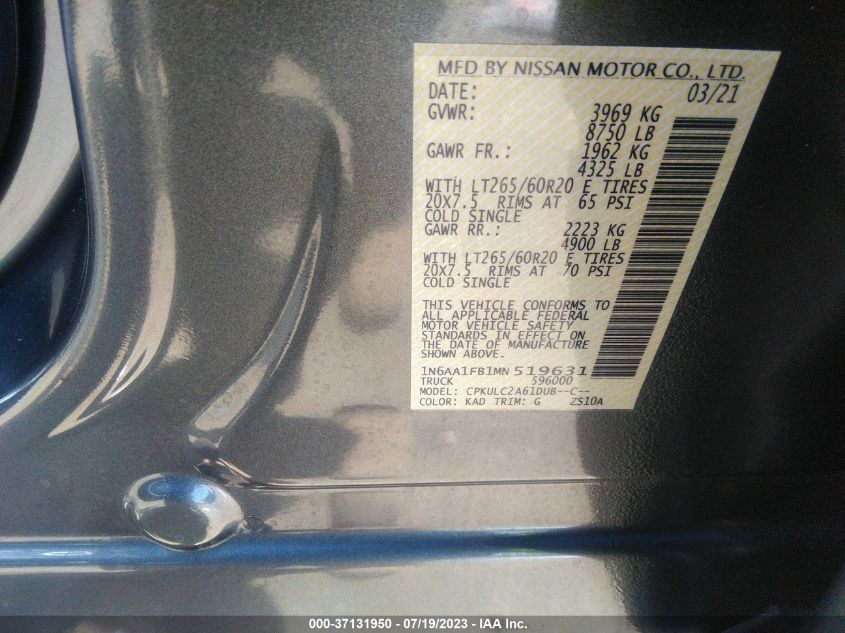 MFD BY NISSAN MOTOR CO., LTD.
DATE: 03/21
GVWR: 3969 KG
8750 LB
GAWR FR.: 1962 KG
4325 LB
WITH LT265/60R20 E TIRES
20X7.5 RIMS AT 65 PSI
COLD SINGLE
GAWR RR.: 2223 KG
4900 LB
WITH LT265/60R20 E TIRES
20X7.5 RIMS AT 70 PSI
COLD SINGLE
THIS VEHICLE CONFORMS TO
ALL APPLICABLE FEDERAL
MOTOR VEHICLE SAFETY
STANDARDS IN EFFECT ON
THE DATE OF MANUFACTURE
SHOWN ABOVE.
1N6AA1FB1MN519631
TRUCK 596000
MODEL: CPKULC2A61DUB--C--
COLOR: KAD TRIM: G ZS10A
000-37131950 - 07/19/2023 - IAA Inc.